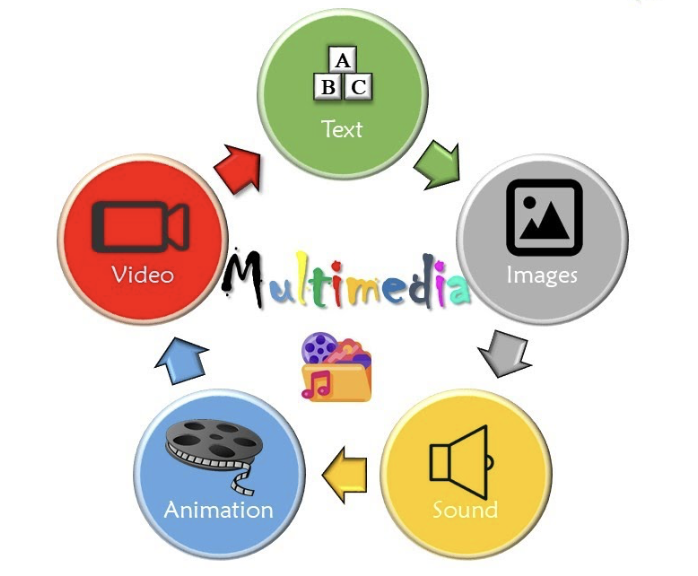 A
B C
Text
Images
Sound
Animation
Video
Multimedia